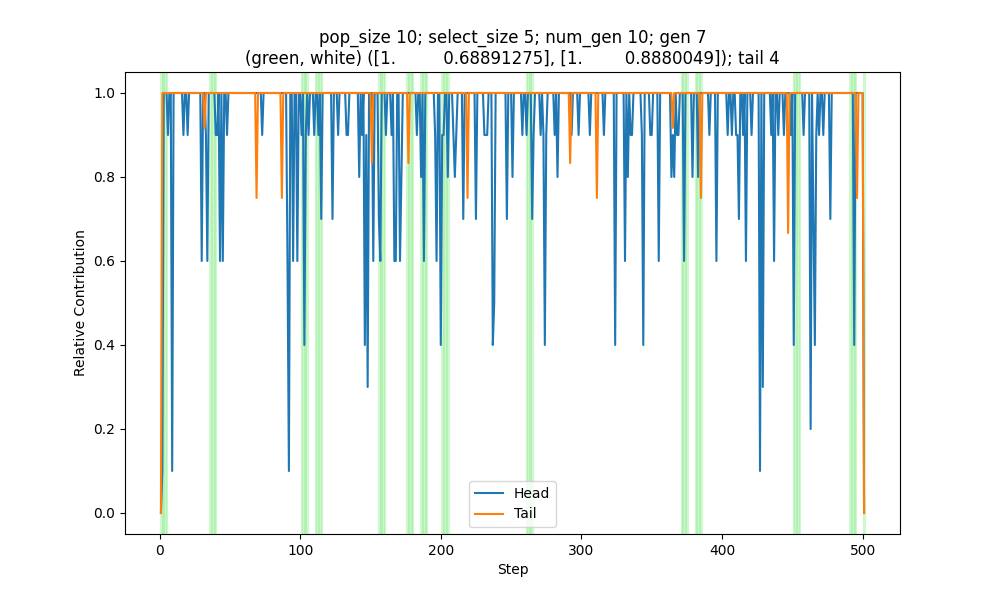 pop_size 10; select_size 5; num_gen 10; gen 7
(green, white) ([1.         0.68891275], [1.        0.8880049]); tail 4
Relative Contribution
1.0
0.8
0.6
0.4
0.2
0.0
Head
Tail
0
100
200
300
400
500
Step